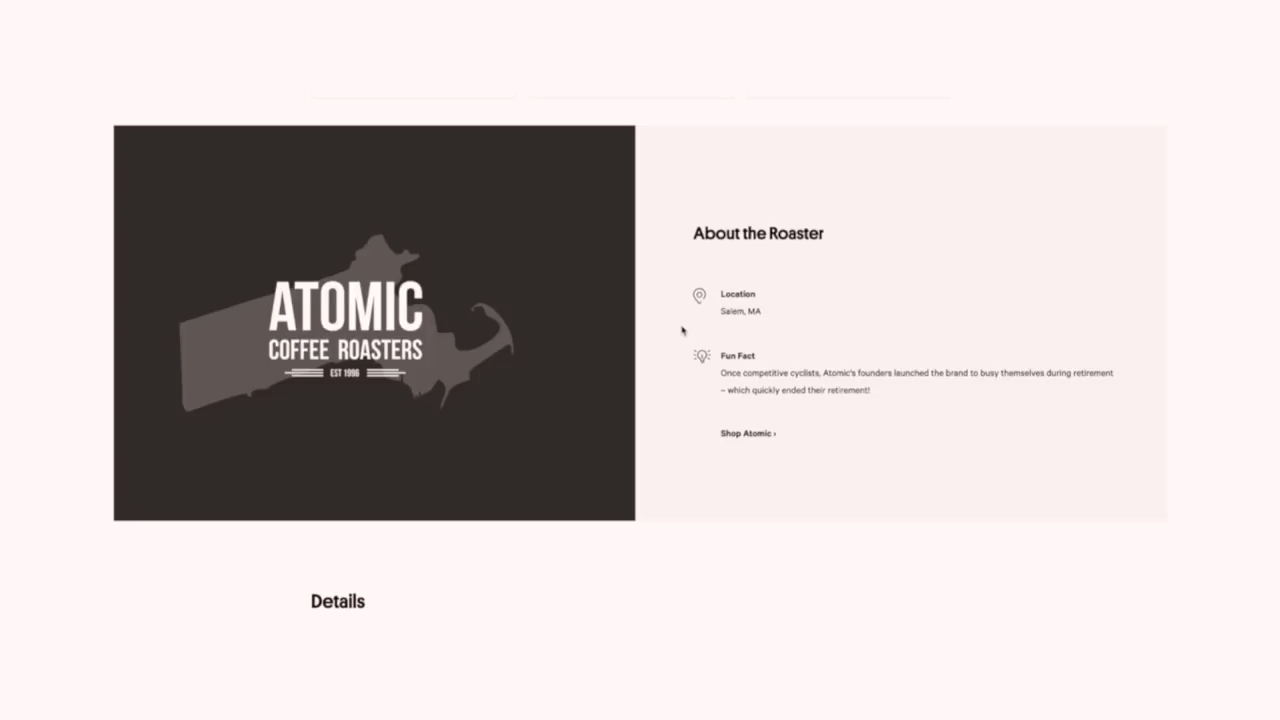 ATOMIC
COFFEE ROASTERS
EST 1996
About the Roaster
Location
Salem, MA
Fun Fact
Once competitive cyclists, Atomic's founders launched the brand to busy themselves during retirement
– which quickly ended their retirement!
Shop Atomic ›
Details